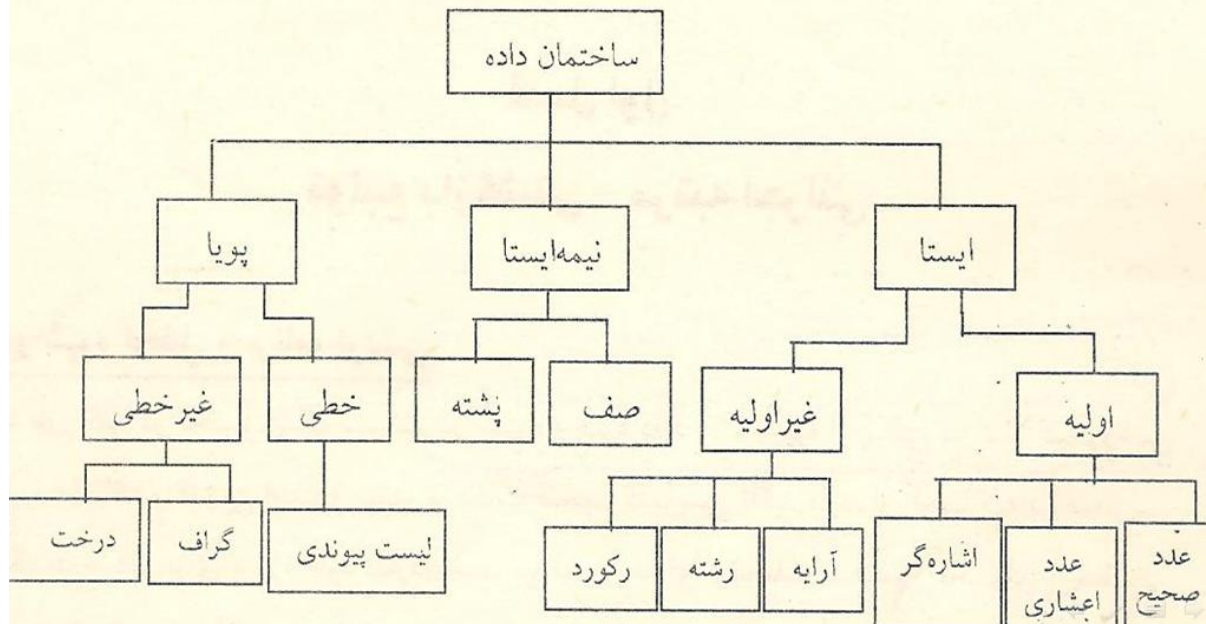 ساختمان داده
ایستا
نیمه‌ایستا
پویا
اولیه
غیراولیه
صف
پشته
خطی
غیرخطی
عدد
صحیح
عدد
اعشاری
اشاره‌گر
آرایه
رشته
رکورد
لیست پیوندی
گراف
درخت